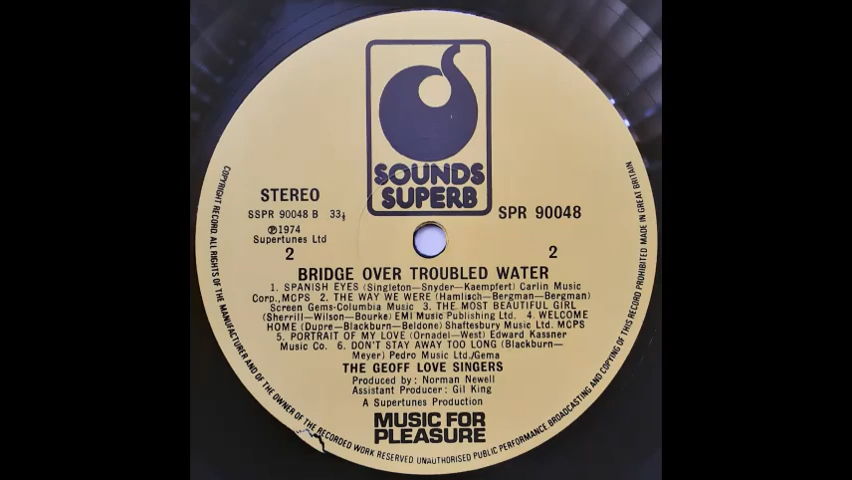 SOUNDS
SUPERB
STEREO
SSPR 90048 B 33⅓
℗1974
Supertunes Ltd
2
SPR 90048
2
BRIDGE OVER TROUBLED WATER
1. SPANISH EYES (Singleton—Snyder—Kaempfert) Carlin Music
Corp., MCPS 2. THE WAY WE WERE (Hamlisch—Bergman—Bergman)
Screen Gems-Columbia Music 3. THE MOST BEAUTIFUL GIRL
(Sherrill—Wilson—Bourke) EMI Music Publishing Ltd. 4. WELCOME
HOME (Dupre—Blackburn—Beldone) Shaftesbury Music Ltd. MCPS
5. PORTRAIT OF MY LOVE (Ornadel—West) Edward Kassner
Music Co. 6. DON'T STAY AWAY TOO LONG (Blackburn—
Meyer) Pedro Music Ltd./Gema
THE GEOFF LOVE SINGERS
Produced by: Norman Newell
Assistant Producer: Gil King
A Supertunes Production
MUSIC FOR
PLEASURE
COPYRIGHT RECORD ALL RIGHTS OF THE MANUFACTURER AND OF THE OWNER OF THE RECORDED WORK RESERVED UNAUTHORISED PUBLIC PERFORMANCE BROADCASTING AND COPYING OF THIS RECORD PROHIBITED MADE IN GREAT BRITAIN